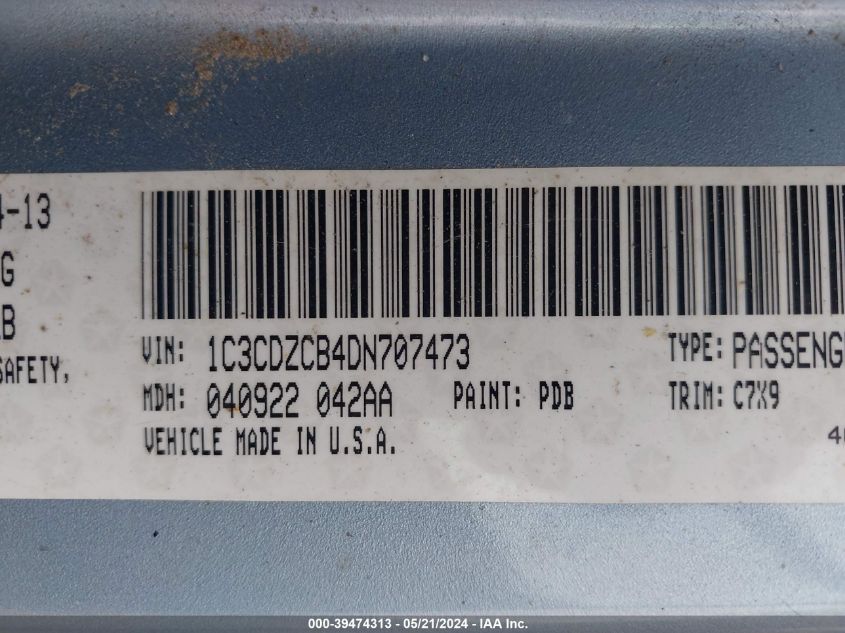 4-13
G
LB
SAFETY,
VIN: 1C3CDZCB4DN707473 TYPE: PASSENG
MDH: 040922 042AA PAINT: PDB TRIM: C7X9
VEHICLE MADE IN U.S.A.
000-39474313 - 05/21/2024 - IAA Inc.